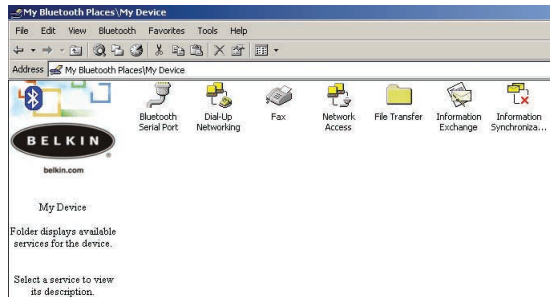 My Bluetooth Places\My Device
File Edit View Bluetooth Favorites Tools Help
Address My Bluetooth Places\My Device
BELKIN
belkin.com
My Device
Folder displays available
services for the device.
Select a service to view
its description.
Bluetooth
Serial Port
Dial-Up
Networking
Fax
Network
Access
File Transfer
Information
Exchange
Information
Synchroniza...